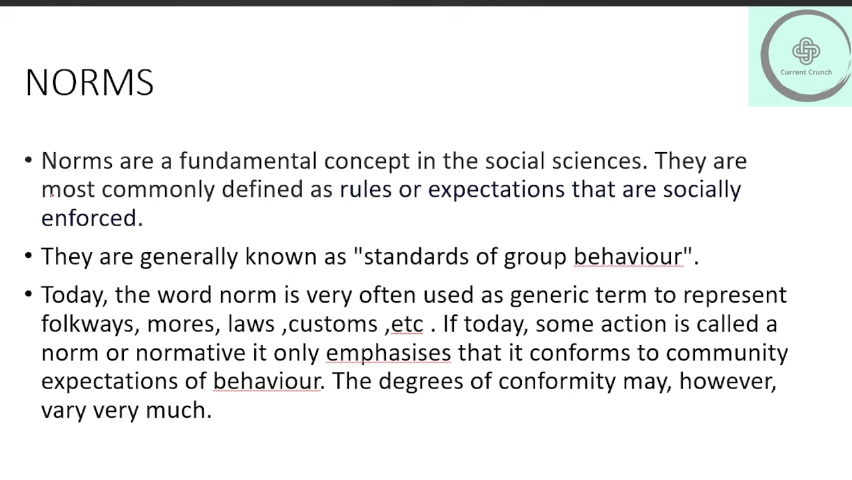 Current Crunch
NORMS
• Norms are a fundamental concept in the social sciences. They are
most commonly defined as rules or expectations that are socially
enforced.
• They are generally known as "standards of group behaviour".
• Today, the word norm is very often used as generic term to represent
folkways, mores, laws ,customs ,etc . If today, some action is called a
norm or normative it only emphasises that it conforms to community
expectations of behaviour. The degrees of conformity may, however,
vary very much.